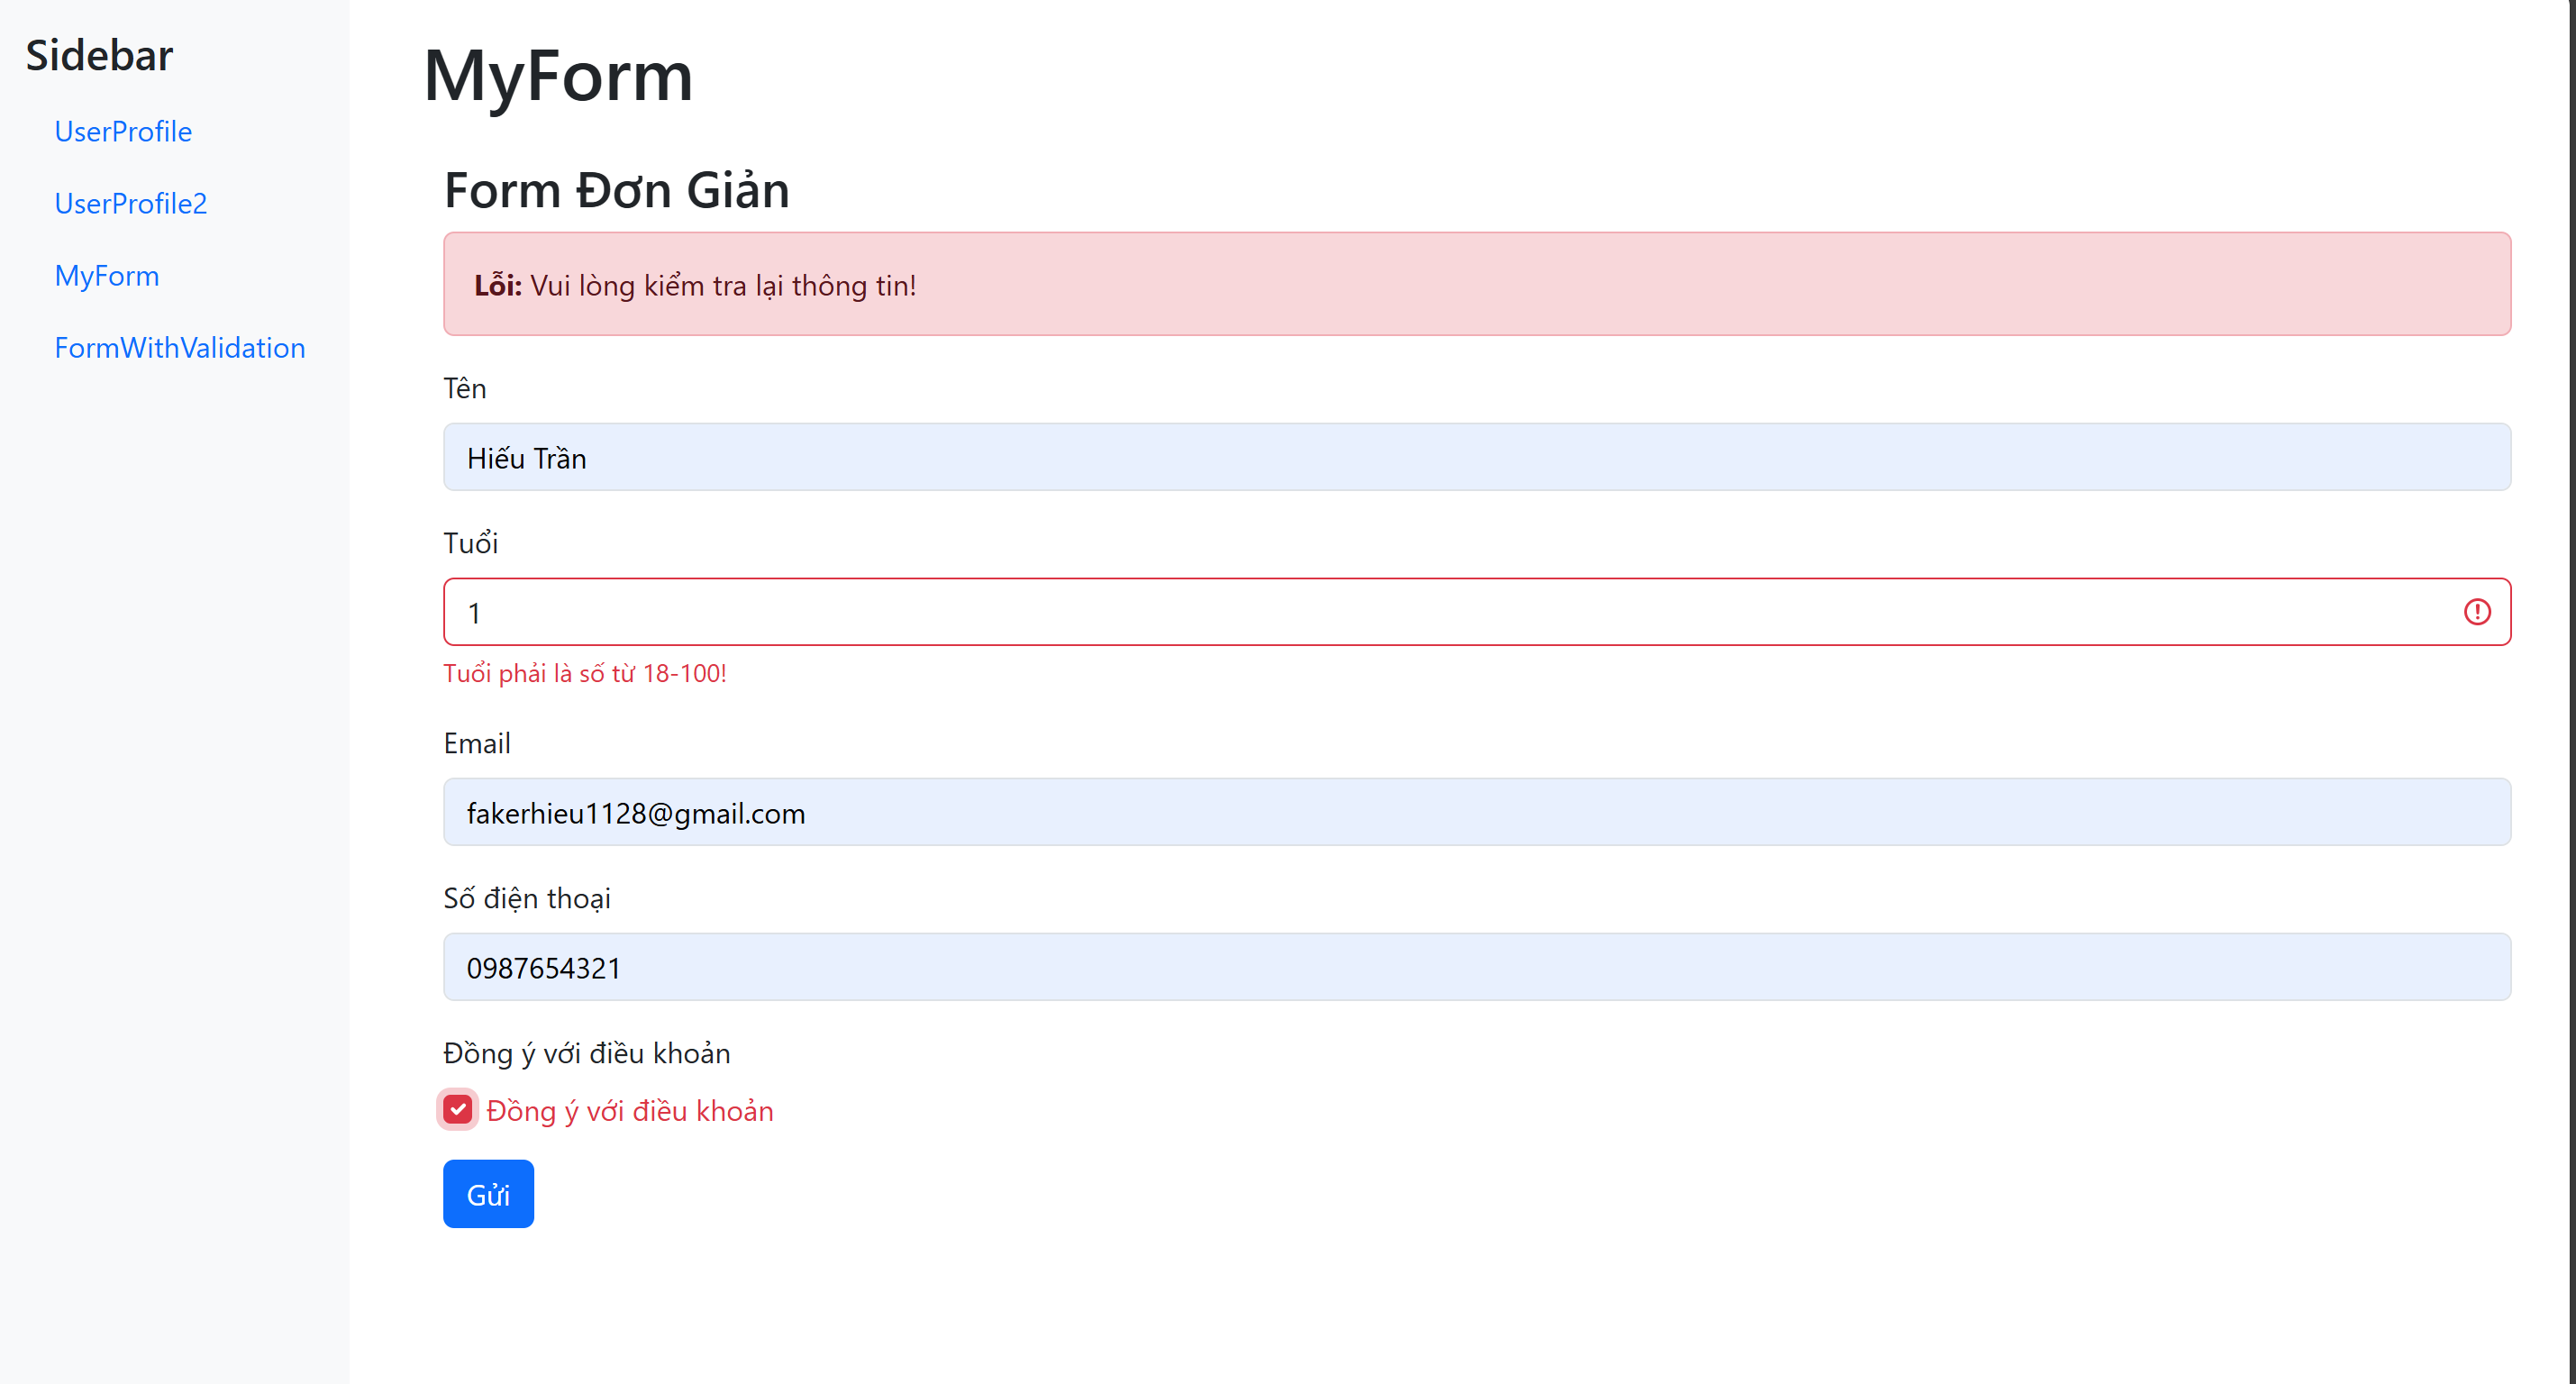 Sidebar
UserProfile
UserProfile2
MyForm
FormWithValidation
MyForm
Form Đơn Giản
Lỗi: Vui lòng kiểm tra lại thông tin!
Tên
Hiếu Trần
Tuổi
1
Tuổi phải là số từ 18-100!
Email
fakerhieu1128@gmail.com
Số điện thoại
0987654321
Đồng ý với điều khoản
Đồng ý với điều khoản
Gửi